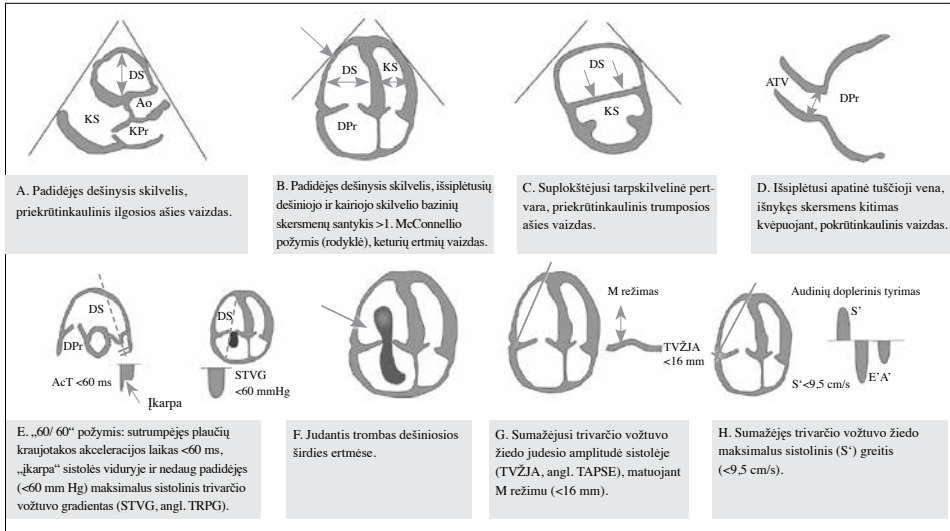 DS
Ao
KS
KPr
A. Padidėjęs dešinysis skilvelis,
priekrūtinkaulinis ilgosios ašies vaizdas.
DS
KS
DPr
B. Padidėjęs dešinysis skilvelis, išsiplėtusių
dešiniojo ir kairiojo skilvelio bazinių
skersmenų santykis >1. McConnellio
požymis (rodyklė), keturių ertmių vaizdas.
DS
KS
C. Suplokštėjusi tarpskilvelinė pert-
vara, priekrūtinkaulinis trumposios
ašies vaizdas.
ATV
DPr
D. Išsiplėtusi apatinė tuščioji vena,
išnykęs skersmens kitimas
kvėpuojant, pokrūtinkaulinis vaizdas.
DS
DPr
AcT <60 ms
Įkarpa
DS
STVG
<60 mmHg
E. „60/ 60“ požymis: sutrumpėjęs plaučių
kraujotakos akceleracijos laikas <60 ms,
„įkarpa“ sistolės viduryje ir nedaug padidėjęs
(<60 mm Hg) maksimalus sistolinis trivarčio
vožtuvo gradientas (STVG, angl. TRPG).
F. Judantis trombas dešiniosios
širdies ertmėse.
M režimas
TVŽJA
<16 mm
G. Sumažėjusi trivarčio vožtuvo
žiedo judesio amplitudė sistolėje
(TVŽJA, angl. TAPSE), matuojant
M režimu (<16 mm).
Audinių doplerinis tyrimas
S’
S‘<9,5 cm/s
E’A’
H. Sumažėjęs trivarčio vožtuvo žiedo
maksimalus sistolinis (S‘) greitis
(<9,5 cm/s).